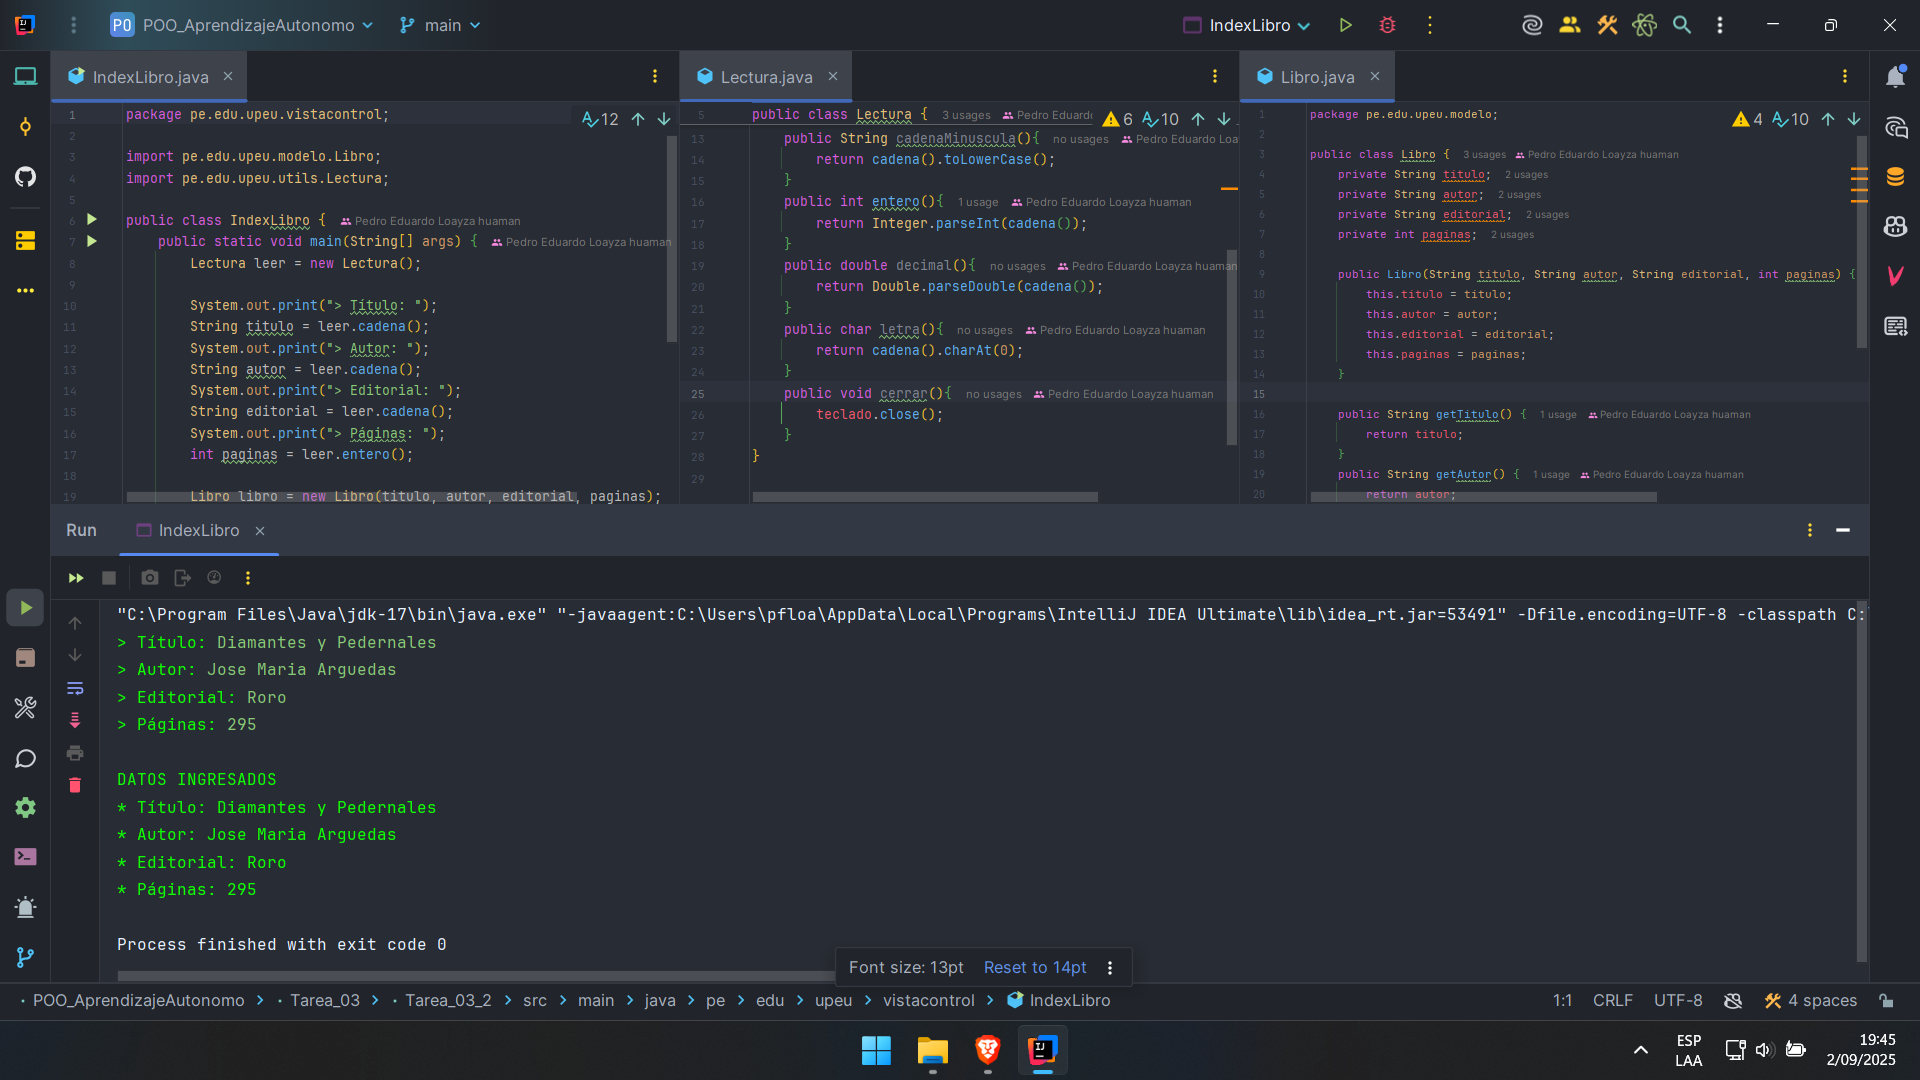 PO POO_AprendizajeAutonomo main IndexLibro
IndexLibro.java
1 package pe.edu.upeu.vistacontrol; 12
2
3 import pe.edu.upeu.modelo.Libro;
4 import pe.edu.upeu.utils.Lectura;
5
6 public class IndexLibro { Pedro Eduardo Loayza huaman
7 public static void main(String[] args) { Pedro Eduardo Loayza huaman
8 Lectura leer = new Lectura();
9
10 System.out.print("> Título: ");
11 String titulo = leer.cadena();
12 System.out.print("> Autor: ");
13 String autor = leer.cadena();
14 System.out.print("> Editorial: ");
15 String editorial = leer.cadena();
16 System.out.print("> Páginas: ");
17 int paginas = leer.entero();
18
19 Libro libro = new Libro(titulo, autor, editorial, paginas);
Lectura.java
5 public class Lectura { 3 usages Pedro Eduard 6 10
13 public String cadenaMinuscula(){ no usages Pedro Eduardo Loa
14 return cadena().toLowerCase();
15 }
16 public int entero(){ 1 usage Pedro Eduardo Loayza huaman
17 return Integer.parseInt(cadena());
18 }
19 public double decimal(){ no usages Pedro Eduardo Loayza huaman
20 return Double.parseDouble(cadena());
21 }
22 public char letra(){ no usages Pedro Eduardo Loayza huaman
23 return cadena().charAt(0);
24 }
25 public void cerrar(){ no usages Pedro Eduardo Loayza huaman
26 teclado.close();
27 }
28 }
29
Libro.java
1 package pe.edu.upeu.modelo; 4 10
2
3 public class Libro { 3 usages Pedro Eduardo Loayza huaman
4 private String titulo; 2 usages
5 private String autor; 2 usages
6 private String editorial; 2 usages
7 private int paginas; 2 usages
8
9 public Libro(String titulo, String autor, String editorial, int paginas) {
10 this.titulo = titulo;
11 this.autor = autor;
12 this.editorial = editorial;
13 this.paginas = paginas;
14 }
15
16 public String getTitulo() { 1 usage Pedro Eduardo Loayza huaman
17 return titulo;
18 }
19 public String getAutor() { 1 usage Pedro Eduardo Loayza huaman
20 return autor;
Run IndexLibro
"C:\Program Files\Java\jdk-17\bin\java.exe" "-javaagent:C:\Users\pfloa\AppData\Local\Programs\IntelliJ IDEA Ultimate\lib\idea_rt.jar=53491" -Dfile.encoding=UTF-8 -classpath C:
> Título: Diamantes y Pedernales
> Autor: Jose Maria Arguedas
> Editorial: Roro
> Páginas: 295
DATOS INGRESADOS
* Título: Diamantes y Pedernales
* Autor: Jose Maria Arguedas
* Editorial: Roro
* Páginas: 295
Process finished with exit code 0
Font size: 13pt Reset to 14pt
POO_AprendizajeAutonomo > Tarea_03 > Tarea_03_2 > src > main > java > pe > edu > upeu > vistacontrol > IndexLibro 1:1 CRLF UTF-8 4 spaces
ESP LAA
19:45
2/09/2025